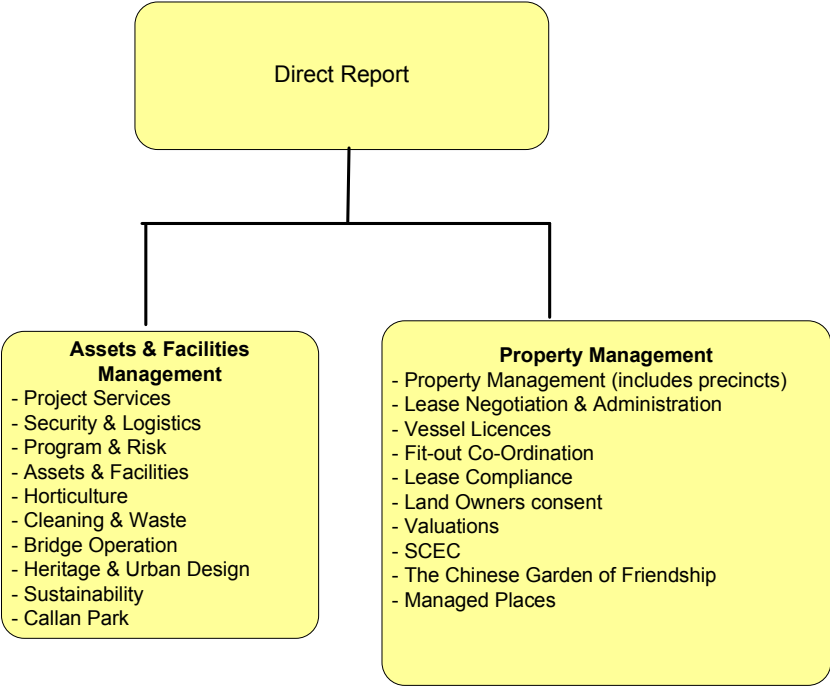 Direct Report
Assets & Facilities
Management
- Project Services
- Security & Logistics
- Program & Risk
- Assets & Facilities
- Horticulture
- Cleaning & Waste
- Bridge Operation
- Heritage & Urban Design
- Sustainability
- Callan Park
Property Management
- Property Management (includes precincts)
- Lease Negotiation & Administration
- Vessel Licences
- Fit-out Co-Ordination
- Lease Compliance
- Land Owners consent
- Valuations
- SCEC
- The Chinese Garden of Friendship
- Managed Places